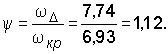 ψ = ω_Δ / ω_кр = 7,74 / 6,93 = 1,12.